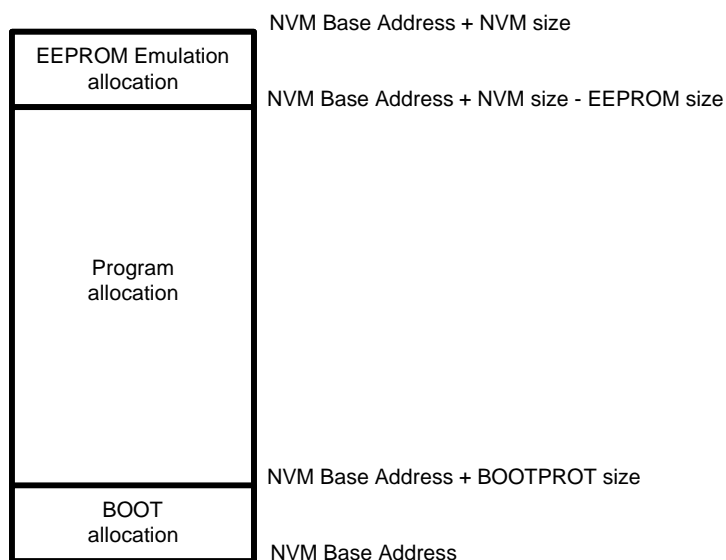 NVM Base Address + NVM size
EEPROM Emulation
allocation
NVM Base Address + NVM size - EEPROM size
Program
allocation
NVM Base Address + BOOTPROT size
BOOT
allocation
NVM Base Address